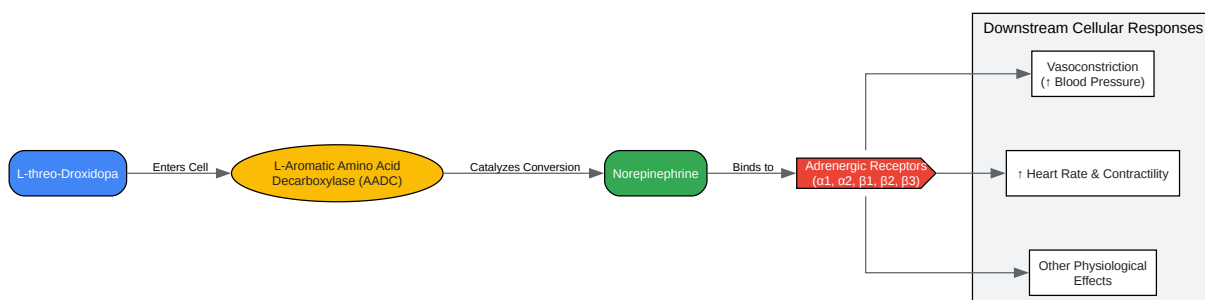 Downstream Cellular Responses
Vasoconstriction
(↑ Blood Pressure)
L-threo-Droxidopa
Enters Cell
L-Aromatic Amino Acid
Decarboxylase (AADC)
Catalyzes Conversion
Norepinephrine
Binds to
Adrenergic Receptors
(α1, α2, β1, β2, β3)
↑ Heart Rate & Contractility
Other Physiological
Effects